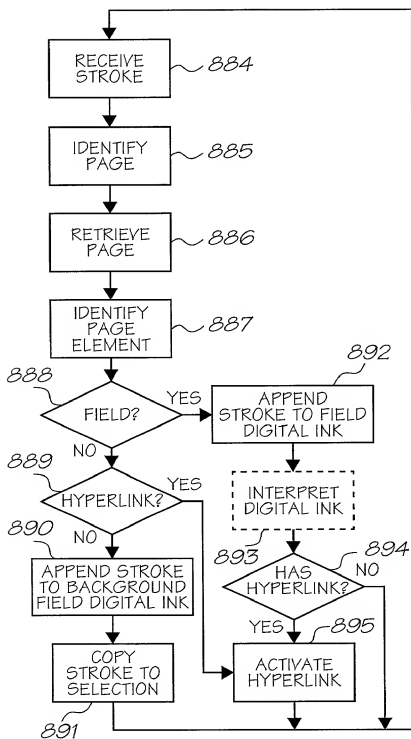 RECEIVE
STROKE
884
IDENTIFY
PAGE
885
RETRIEVE
PAGE
886
IDENTIFY
PAGE
ELEMENT
887
888
FIELD?
YES
NO
892
APPEND
STROKE TO FIELD
DIGITAL INK
889
HYPERLINK?
YES
NO
INTERPRET
DIGITAL INK
893
890
APPEND STROKE
TO BACKGROUND
FIELD DIGITAL INK
894
HAS
HYPERLINK?
NO
YES
COPY
STROKE TO
SELECTION
891
895
ACTIVATE
HYPERLINK